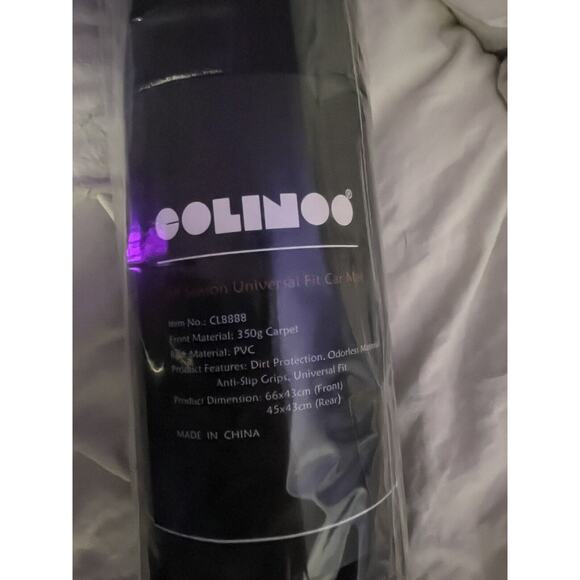 COLINOO®
All Season Universal Fit Car Mat
Item No.: CL8888
Front Material: 350g Carpet
Material: PVC
Product Features: Dirt Protection, Odorless Material
Anti-Slip Grips, Universal Fit
Product Dimension: 66x43cm (Front)
45x43cm (Rear)
MADE IN CHINA